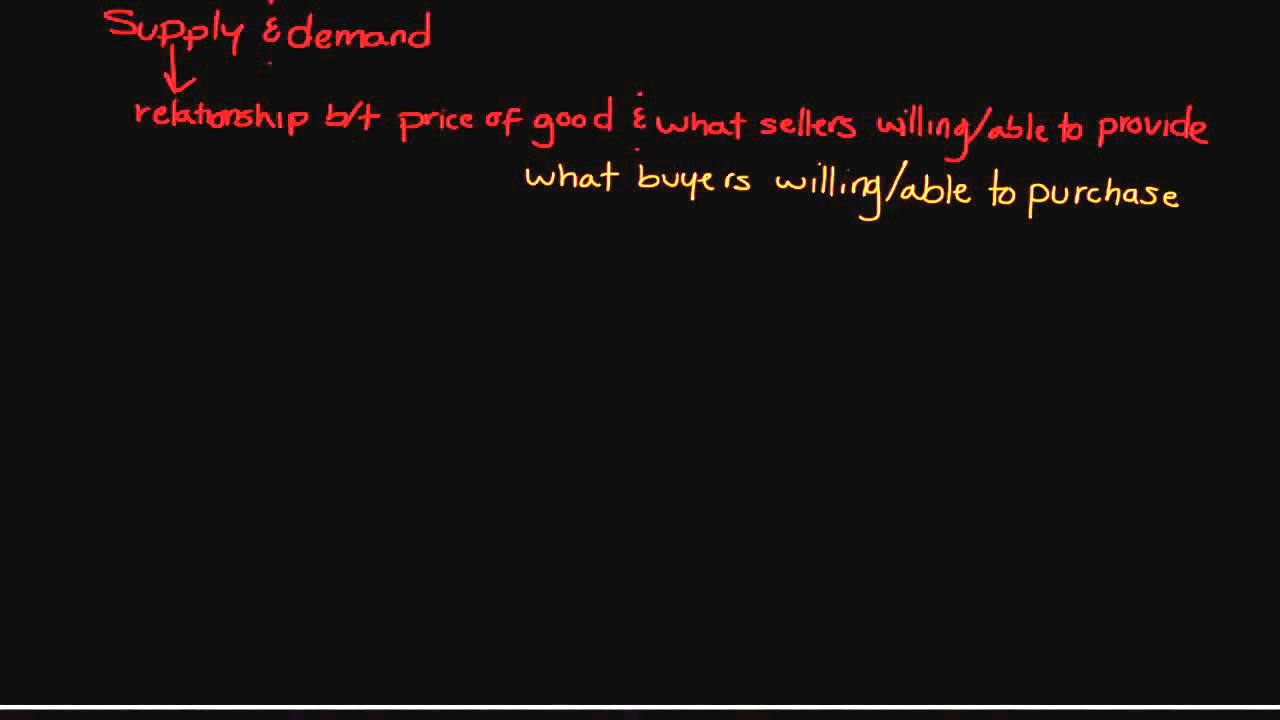 Supply & demand
relationship b/t price of good & what sellers willing/able to provide
what buyers willing/able to purchase